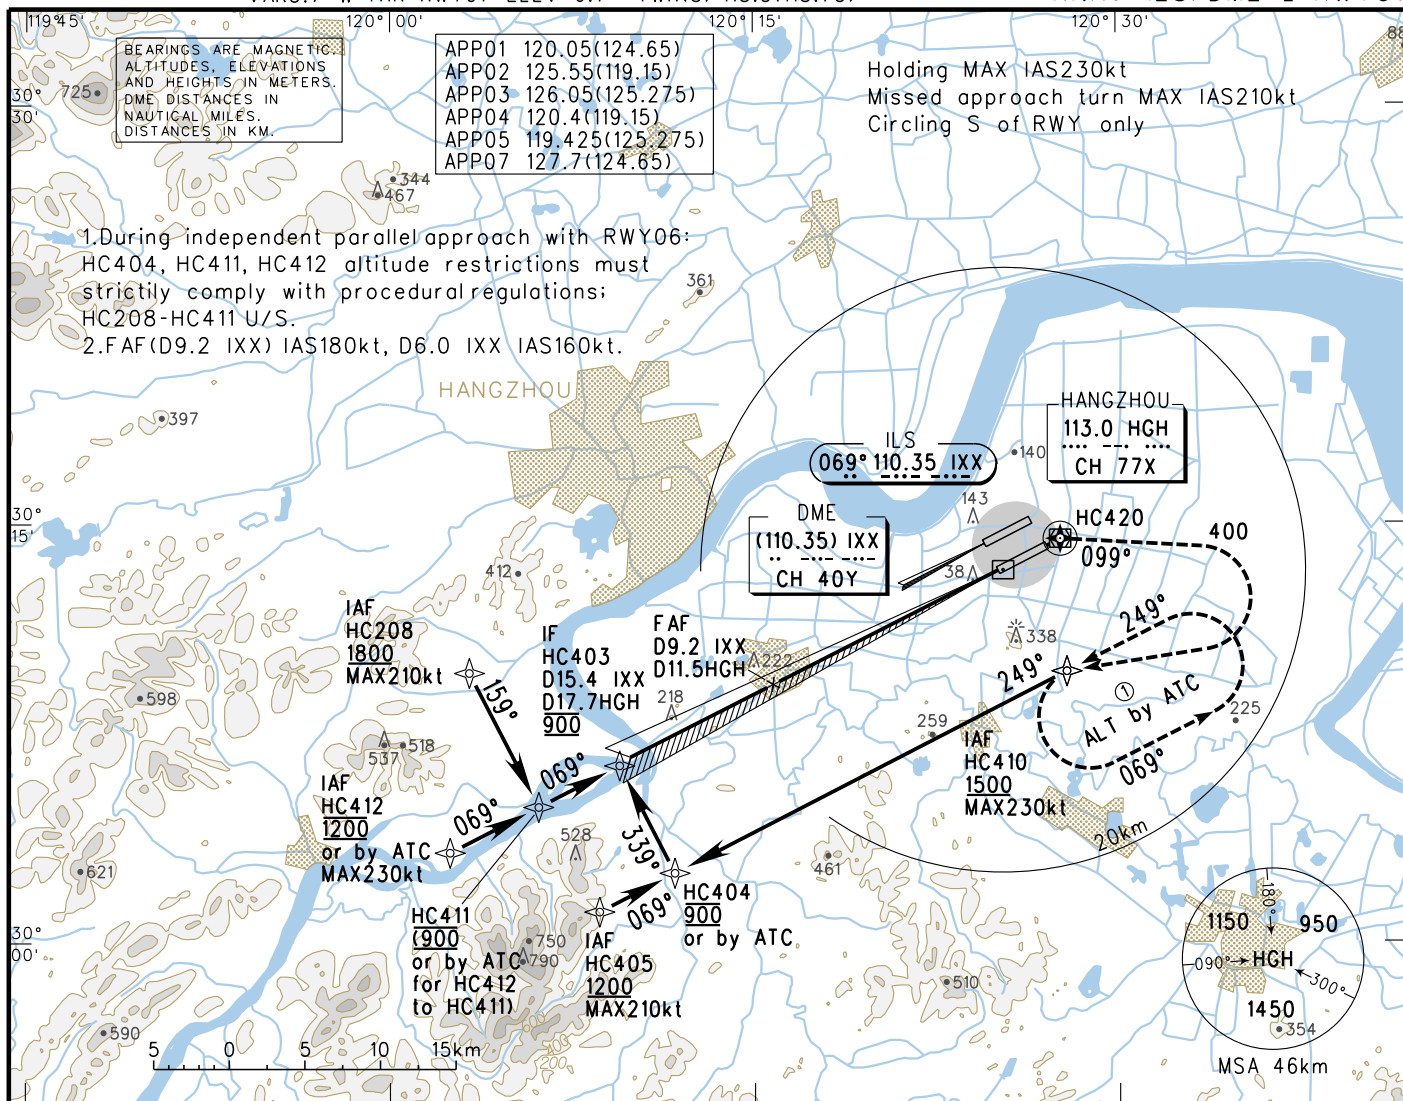 119°45'
120°00'
120°15'
120°30'
BEARINGS ARE MAGNETIC.
ALTITUDES, ELEVATIONS
AND HEIGHTS IN METERS.
DME DISTANCES IN
NAUTICAL MILES.
DISTANCES IN KM.
APP01 120.05(124.65)
APP02 125.55(119.15)
APP03 126.05(125.275)
APP04 120.4(119.15)
APP05 119.425(125.275)
APP07 127.7(124.65)
Holding MAX IAS230kt
Missed approach turn MAX IAS210kt
Circling S of RWY only
725
30°
30'
344
467
1.During independent parallel approach with RWY06:
HC404, HC411, HC412 altitude restrictions must
strictily comply with procedural regulations;
HC208-HC411 U/S.
2.FAF(D9.2 IXX) IAS180kt, D6.0 IXX IAS160kt.
361
HANGZHOU
397
HANGZHOU
113.0 HGH
CH 77X
ILS
069° 110.35 IXX
140
143
DME
(110.35) IXX
CH 40Y
HC420
400
099°
38
30°
15'
412
IAF
HC208
1800
MAX210kt
IF
HC403
D15.4 IXX
D17.7HGH
900
FAF
D9.2 IXX
D11.5HGH
222
218
338
249°
249°
①
ALT by ATC
069°
225
259
IAF
HC410
1500
MAX230kt
20km
159°
598
518
537
069°
IAF
HC412
1200
or by ATC
MAX230kt
069°
528
339°
461
621
069°
HC404
900
or by ATC
HC411
(900
or by ATC
for HC412
to HC411)
750
790
IAF
HC405
1200
MAX210kt
30°
00'
510
590
200
200
5 0 5 10 15km
180°
1150
950
090°
HGH
300°
1450
354
MSA 46km